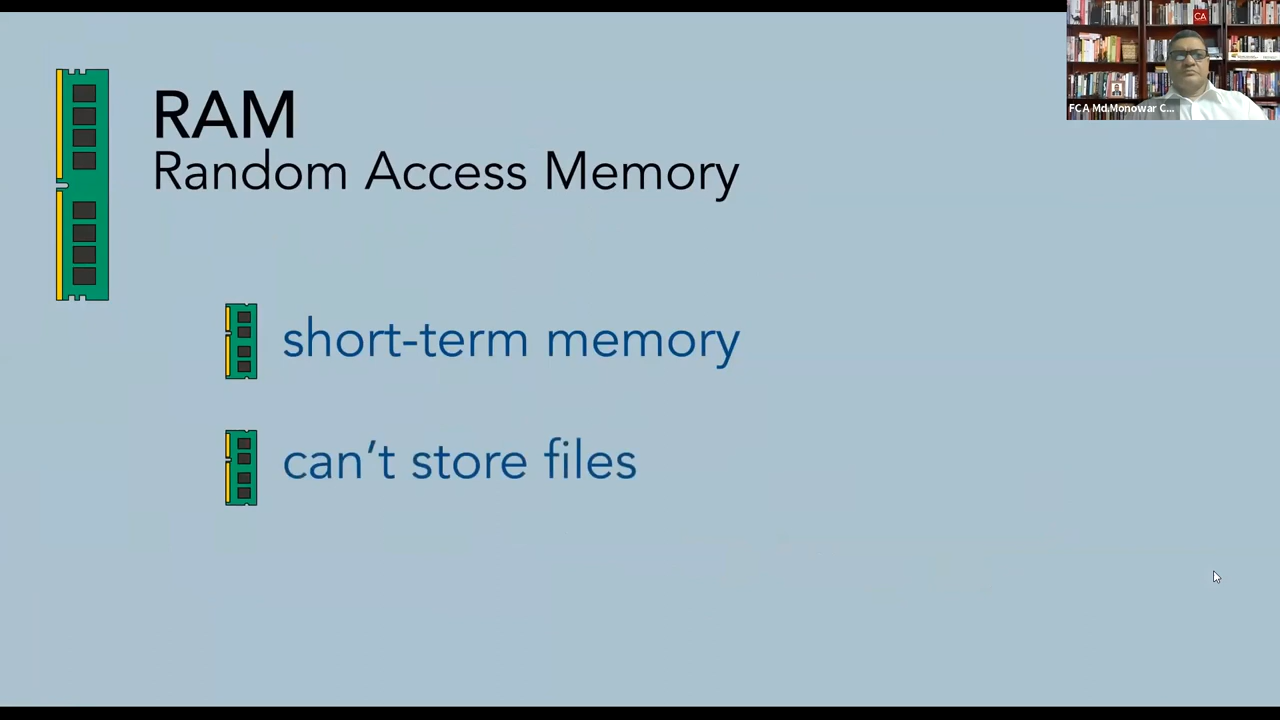 RAM
Random Access Memory
short-term memory
can't store files
CA
FCA Md.Monowar C...